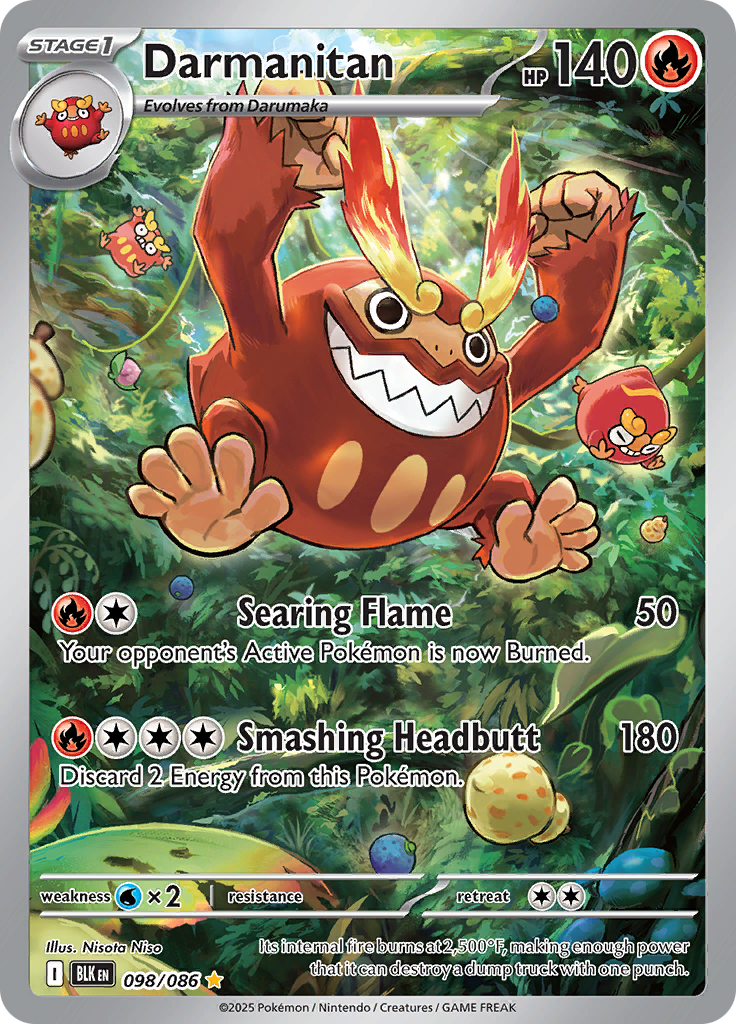 STAGE1
Darmanitan
HP 140
Evolves from Darumaka
Searing Flame 50
Your opponent's Active Pokémon is now Burned.
Smashing Headbutt 180
Discard 2 Energy from this Pokémon.
weakness ×2 resistance retreat
Illus. Nisota Niso
Its internal fire burns at 2,500°F, making enough power
that it can destroy a dump truck with one punch.
I BLK EN 098/086
©2025 Pokémon / Nintendo / Creatures / GAME FREAK